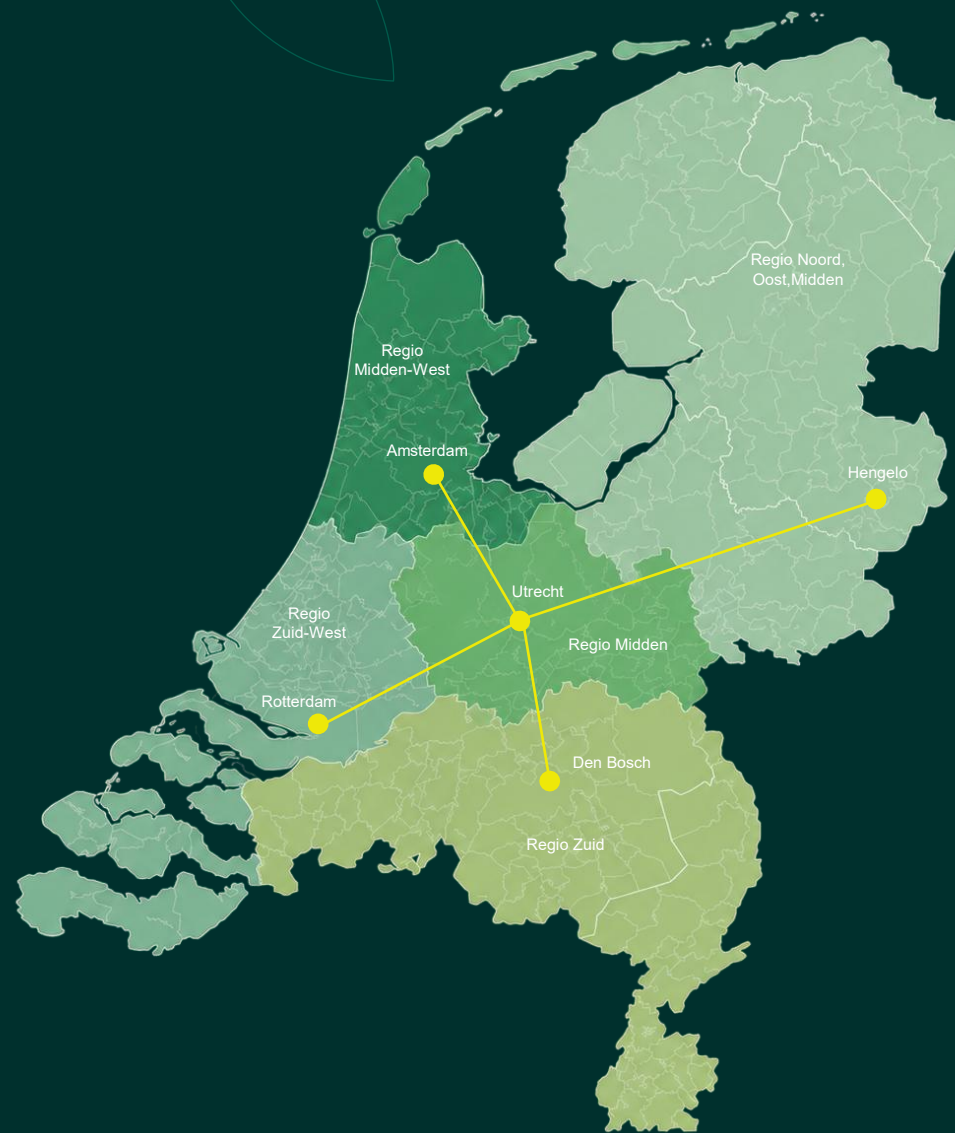 Regio Noord,
Oost,Midden
Regio
Midden-West
Amsterdam
Hengelo
Utrecht
Regio
Zuid-West
Regio Midden
Rotterdam
Den Bosch
Regio Zuid